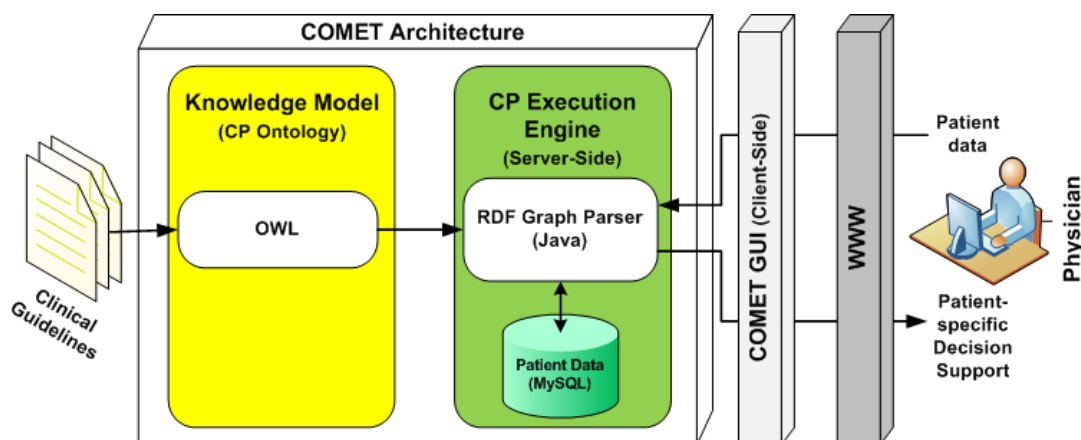 COMET Architecture
Knowledge Model
(CP Ontology)
CP Execution
Engine
(Server-Side)
OWL
RDF Graph Parser
(Java)
Patient Data
(MySQL)
Clinical
Guidelines
COMET GUI (Client-Side)
WWW
Patient
data
Physician
Patient-
specific
Decision
Support